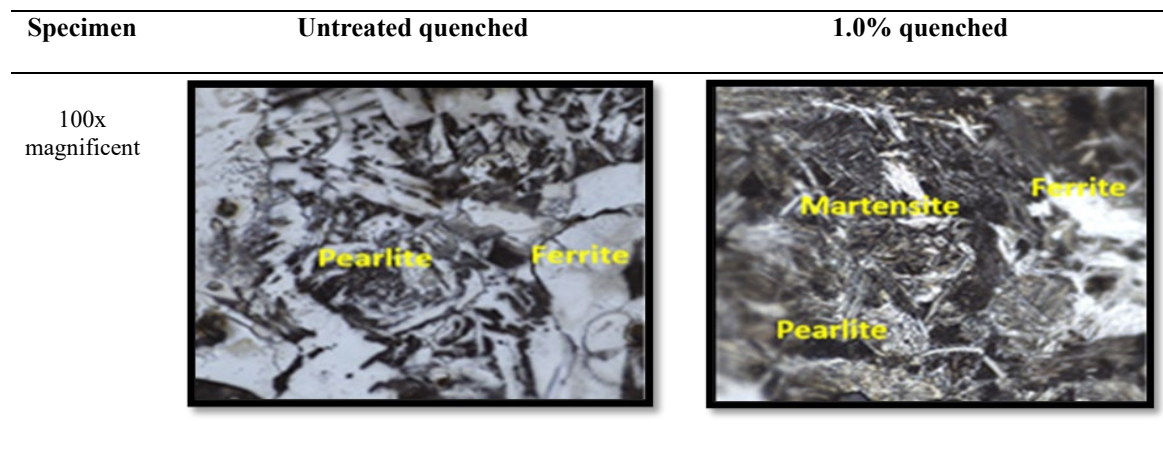 Specimen Untreated quenched 1.0% quenched
100x
magnificent
Pearlite Ferrite
Martensite Ferrite
Pearlite